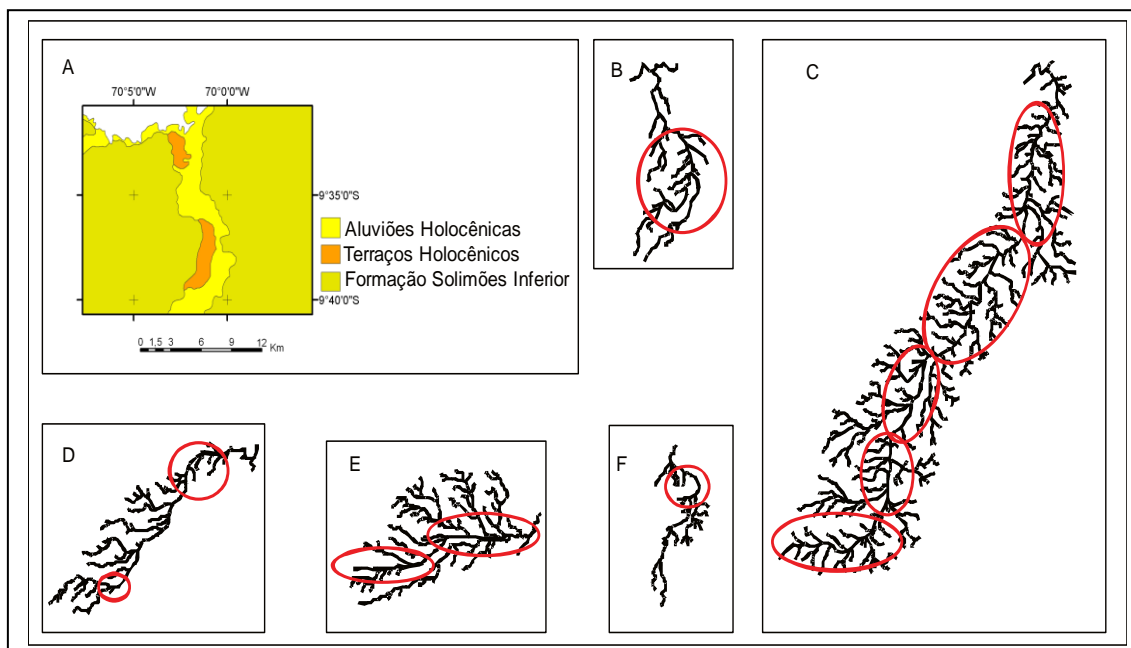 A
70°5'0"W
70°0'0"W
9°35'0"S
9°40'0"S
Aluviões Holocênicas
Terraços Holocênicos
Formação Solimões Inferior
0 1,5 3 6 9 12
Km
B
C
D
E
F